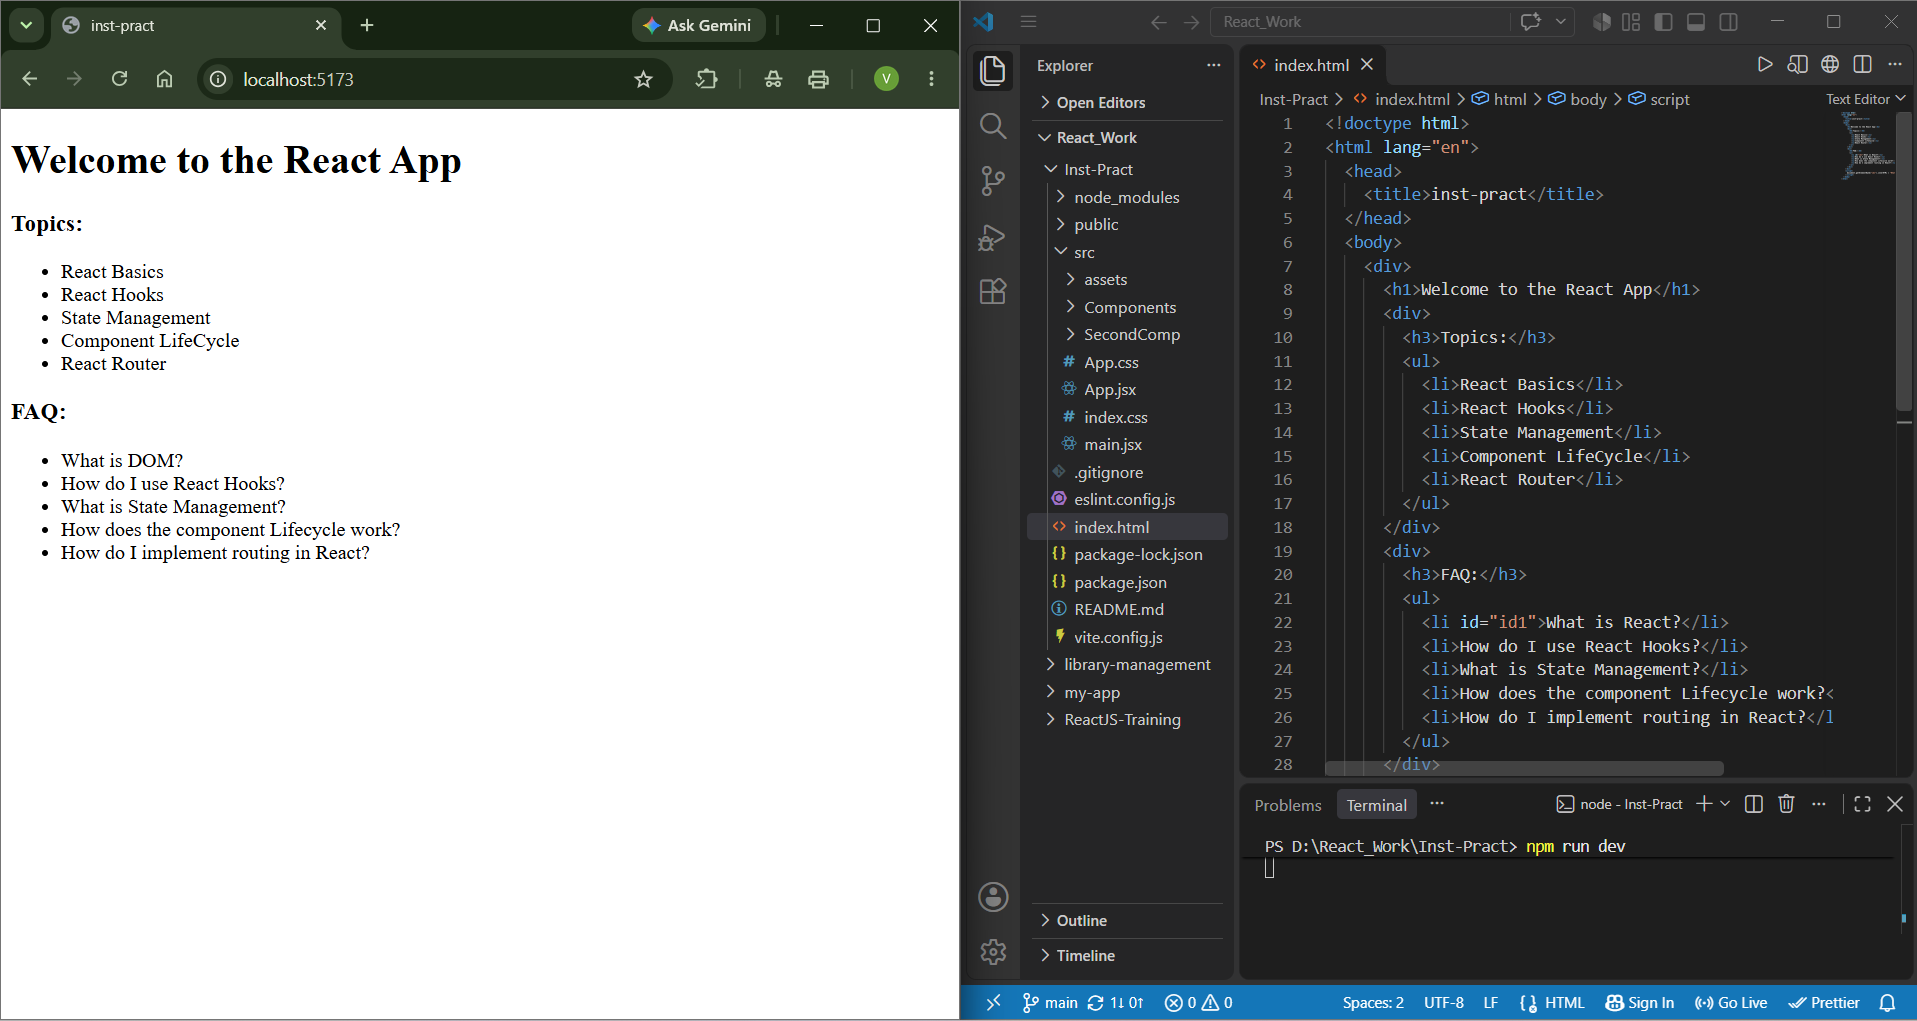 inst-pract
Ask Gemini
localhost:5173
V
Welcome to the React App
Topics:
React Basics
React Hooks
State Management
Component LifeCycle
React Router
FAQ:
What is DOM?
How do I use React Hooks?
What is State Management?
How does the component Lifecycle work?
How do I implement routing in React?
React_Work
Explorer
Open Editors
React_Work
Inst-Pract
node_modules
public
src
assets
Components
SecondComp
# App.css
App.jsx
# index.css
main.jsx
.gitignore
eslint.config.js
<> index.html
{} package-lock.json
{} package.json
README.md
vite.config.js
library-management
my-app
ReactJS-Training
Outline
Timeline
<> index.html
Inst-Pract > <> index.html > html > body > script
Text Editor
1 <!doctype html>
2 <html lang="en">
3 <head>
4 <title>inst-pract</title>
5 </head>
6 <body>
7 <div>
8 <h1>Welcome to the React App</h1>
9 <div>
10 <h3>Topics:</h3>
11 <ul>
12 <li>React Basics</li>
13 <li>React Hooks</li>
14 <li>State Management</li>
15 <li>Component LifeCycle</li>
16 <li>React Router</li>
17 </ul>
18 </div>
19 <div>
20 <h3>FAQ:</h3>
21 <ul>
22 <li id="id1">What is React?</li>
23 <li>How do I use React Hooks?</li>
24 <li>What is State Management?</li>
25 <li>How does the component Lifecycle work?<
26 <li>How do I implement routing in React?</l
27 </ul>
28 </div>
Problems Terminal ... node - Inst-Pract
PS D:\React_Work\Inst-Pract> npm run dev
main 1↓ 0↑ 0 0 Spaces: 2 UTF-8 LF HTML Sign In Go Live Prettier